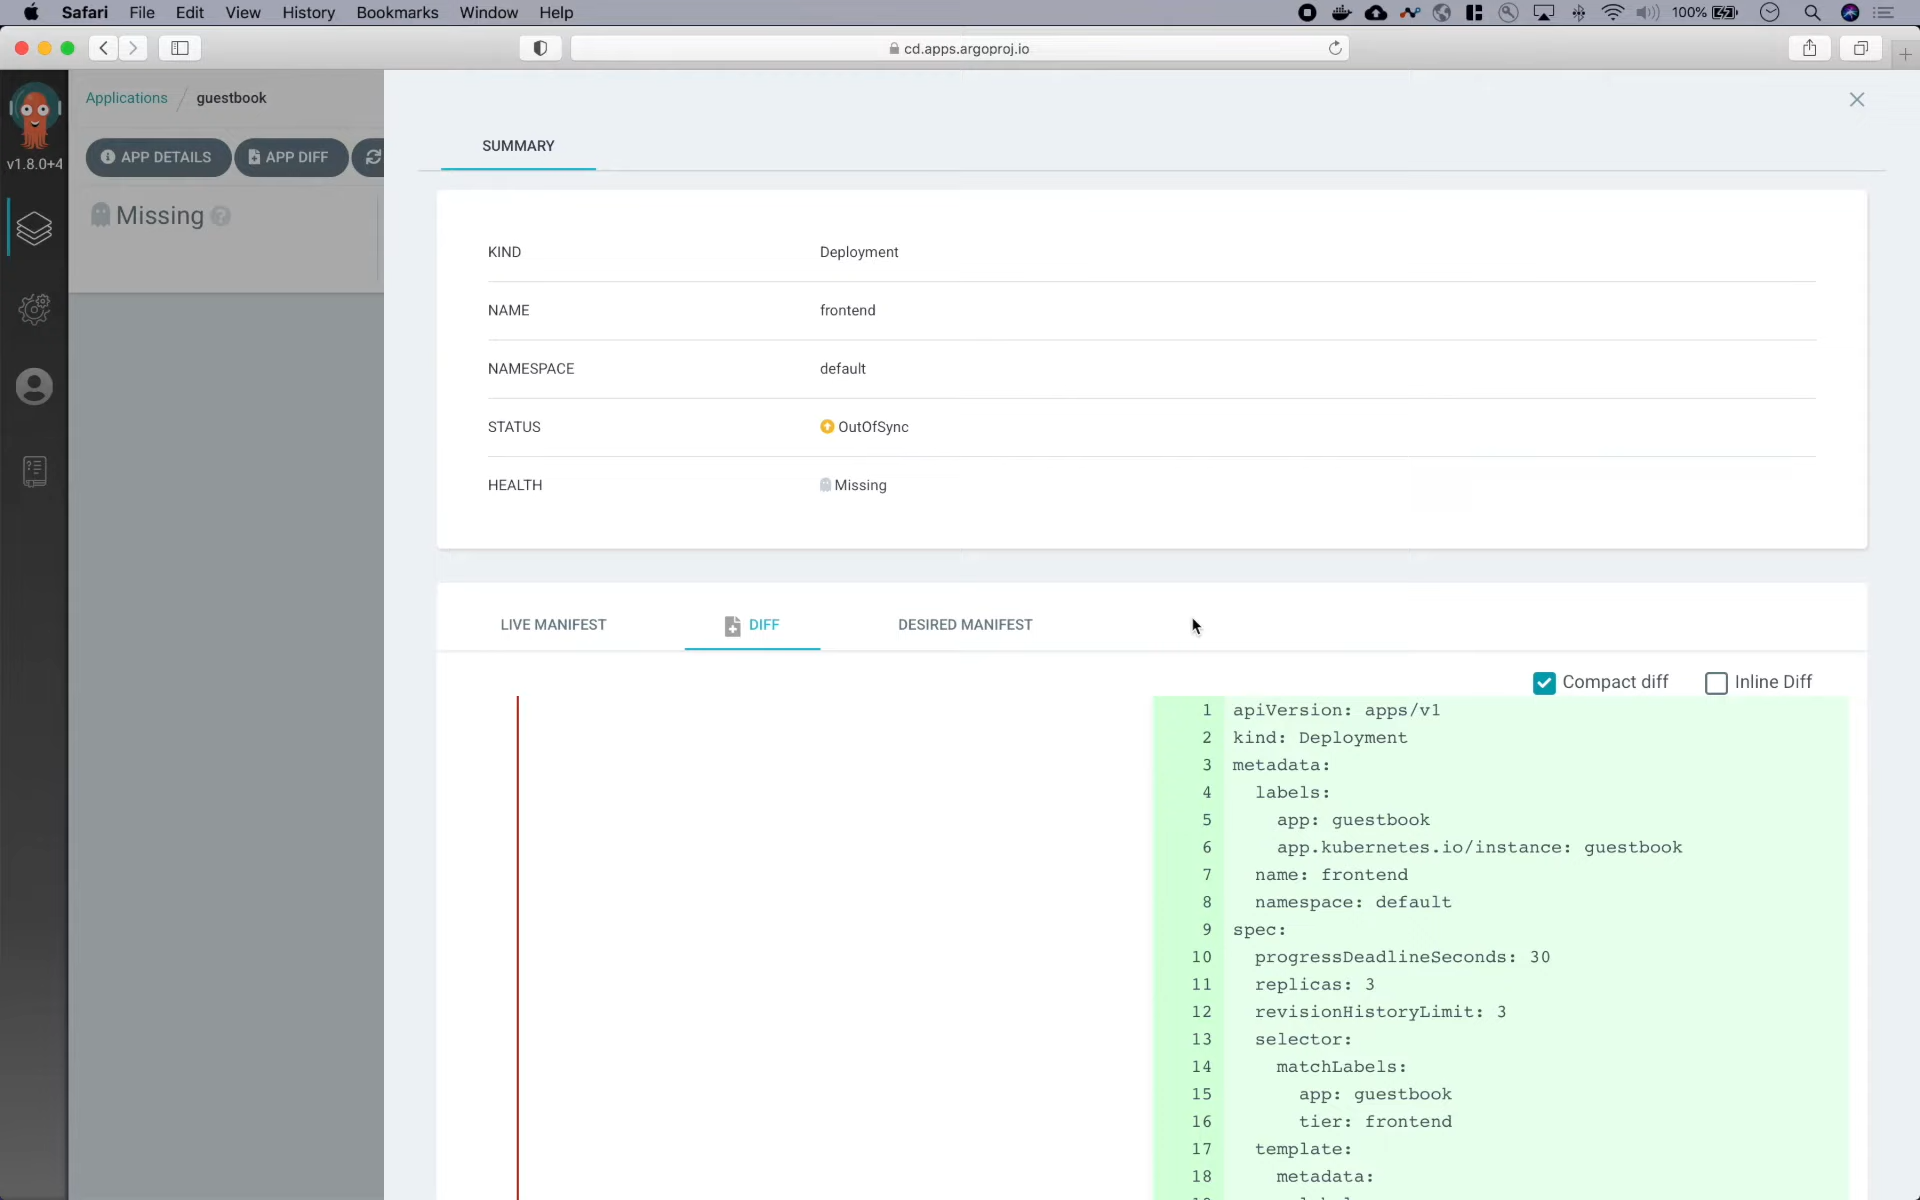 Safari File Edit View History Bookmarks Window Help 100%
cd.apps.argoproj.io
Applications / guestbook
v1.8.0+4
APP DETAILS APP DIFF
Missing
SUMMARY
KIND Deployment
NAME frontend
NAMESPACE default
STATUS OutOfSync
HEALTH Missing
LIVE MANIFEST DIFF DESIRED MANIFEST
Compact diff Inline Diff
1 apiVersion: apps/v1
2 kind: Deployment
3 metadata:
4 labels:
5 app: guestbook
6 app.kubernetes.io/instance: guestbook
7 name: frontend
8 namespace: default
9 spec:
10 progressDeadlineSeconds: 30
11 replicas: 3
12 revisionHistoryLimit: 3
13 selector:
14 matchLabels:
15 app: guestbook
16 tier: frontend
17 template:
18 metadata: